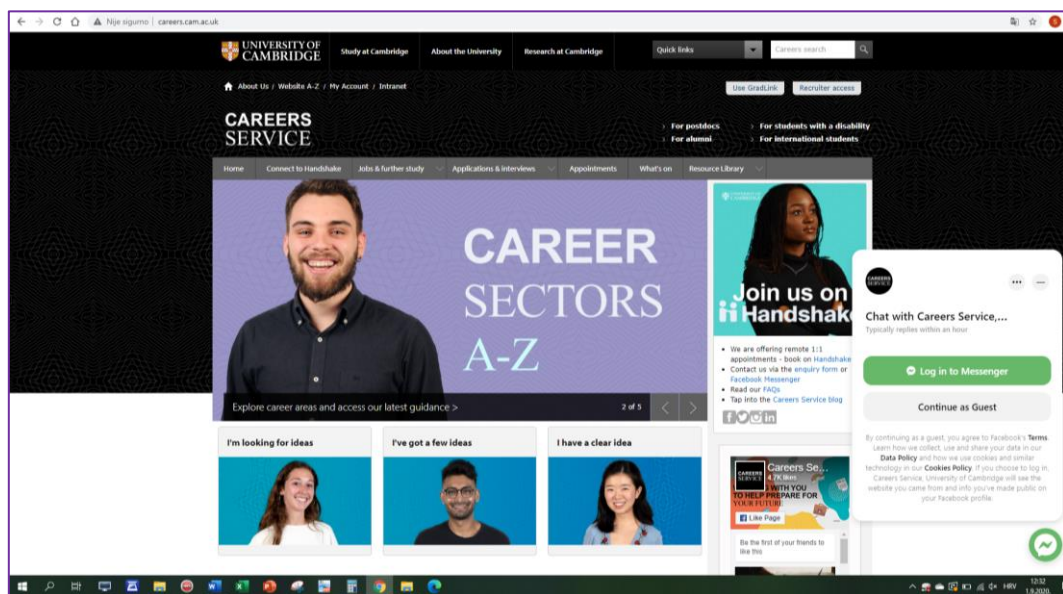 Nije sigurno | careers.cam.ac.uk
S
UNIVERSITY OF
CAMBRIDGE
Study at Cambridge
About the University
Research at Cambridge
Quick links
Careers search
About Us / Website A-Z / My Account / Intranet
Use GradLink
Recruiter access
CAREERS
SERVICE
> For postdocs
> For students with a disability
> For alumni
> For international students
Home
Connect to Handshake
Jobs & further study
Applications & interviews
Appointments
What's on
Resource Library
CAREER
SECTORS
A-Z
Explore career areas and access our latest guidance >
2 of 5
UNIVERSITY OF
CAMBRIDGE
Join us on
Handshake
• We are offering remote 1:1
appointments - book on Handshake
• Contact us via the enquiry form or
Facebook Messenger
• Read our FAQs
• Tap into the Careers Service blog
I'm looking for ideas
I've got a few ideas
I have a clear idea
CAREERS
SERVICE
Careers Se...
4.7K likes
WITH YOU
TO HELP PREPARE FOR
YOUR FUTURE
Like Page
Be the first of your friends to
like this
CAREERS
SERVICE
Chat with Careers Service,...
Typically replies within an hour
Log in to Messenger
Continue as Guest
By continuing as a guest, you agree to Facebook's Terms.
Learn how we collect, use and share your data in our
Data Policy and how we use cookies and similar
technology in our Cookies Policy. If you choose to log in,
Careers Service, University of Cambridge will see the
website you came from and info you've made public on
your Facebook profile.
HRV
12:32
1.9.2020.